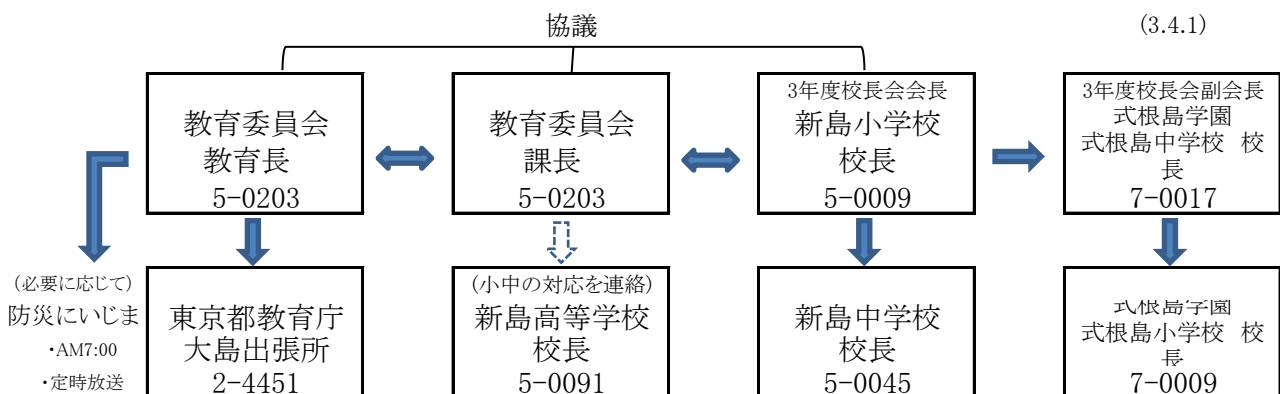 協議
(3.4.1)
教育委員会
教育長
5-0203
教育委員会
課長
5-0203
3年度校長会会長
新島小学校
校長
5-0009
3年度校長会副会長
式根島学園
式根島中学校 校
長
7-0017
(必要に応じて)
防災にいじま
・AM7:00
・定時放送
東京都教育庁
大島出張所
2-4451
(小中の対応を連絡)
新島高等学校
校長
5-0091
新島中学校
校長
5-0045
式根島学園
式根島小学校 校
長
7-0009